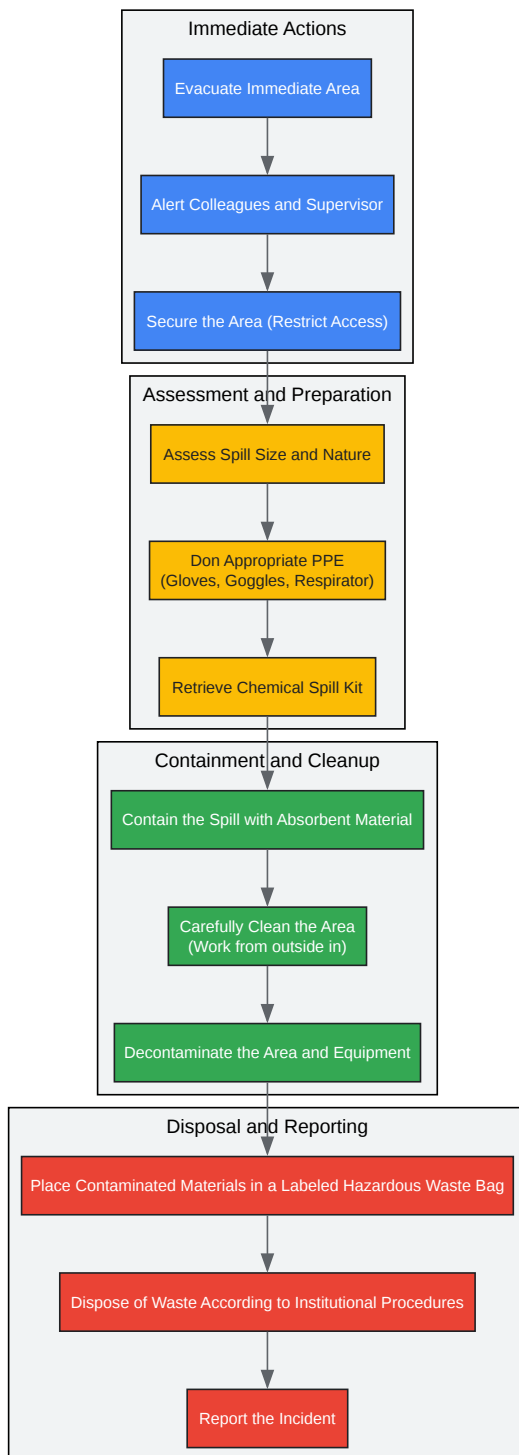 Immediate Actions
Evacuate Immediate Area
Alert Colleagues and Supervisor
Secure the Area (Restrict Access)
Assessment and Preparation
Assess Spill Size and Nature
Don Appropriate PPE
(Gloves, Goggles, Respirator)
Retrieve Chemical Spill Kit
Containment and Cleanup
Contain the Spill with Absorbent Material
Carefully Clean the Area
(Work from outside in)
Decontaminate the Area and Equipment
Disposal and Reporting
Place Contaminated Materials in a Labeled Hazardous Waste Bag
Dispose of Waste According to Institutional Procedures
Report the Incident